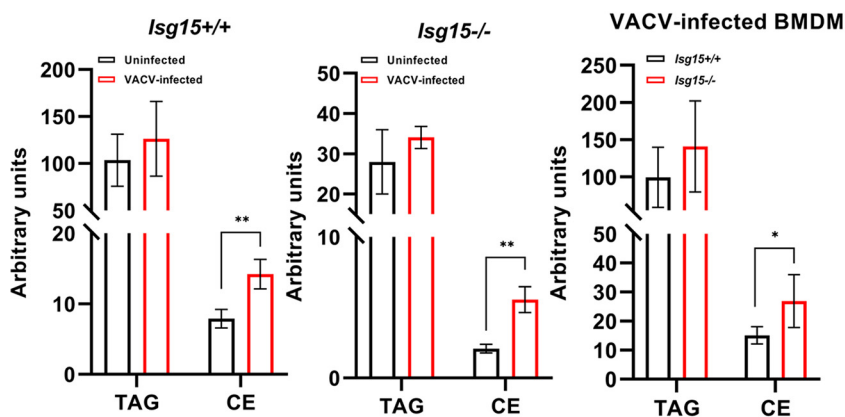 Isg15+/+
Uninfected
VACV-infected
Arbitrary units
200
150
100
50
20
10
0
**
TAG CE
Isg15-/-
Uninfected
VACV-infected
Arbitrary units
50
40
30
20
10
0
**
TAG CE
VACV-infected BMDM
Isg15+/+
Isg15-/-
Arbitrary units
250
200
150
100
50
40
30
20
10
0
*
TAG CE